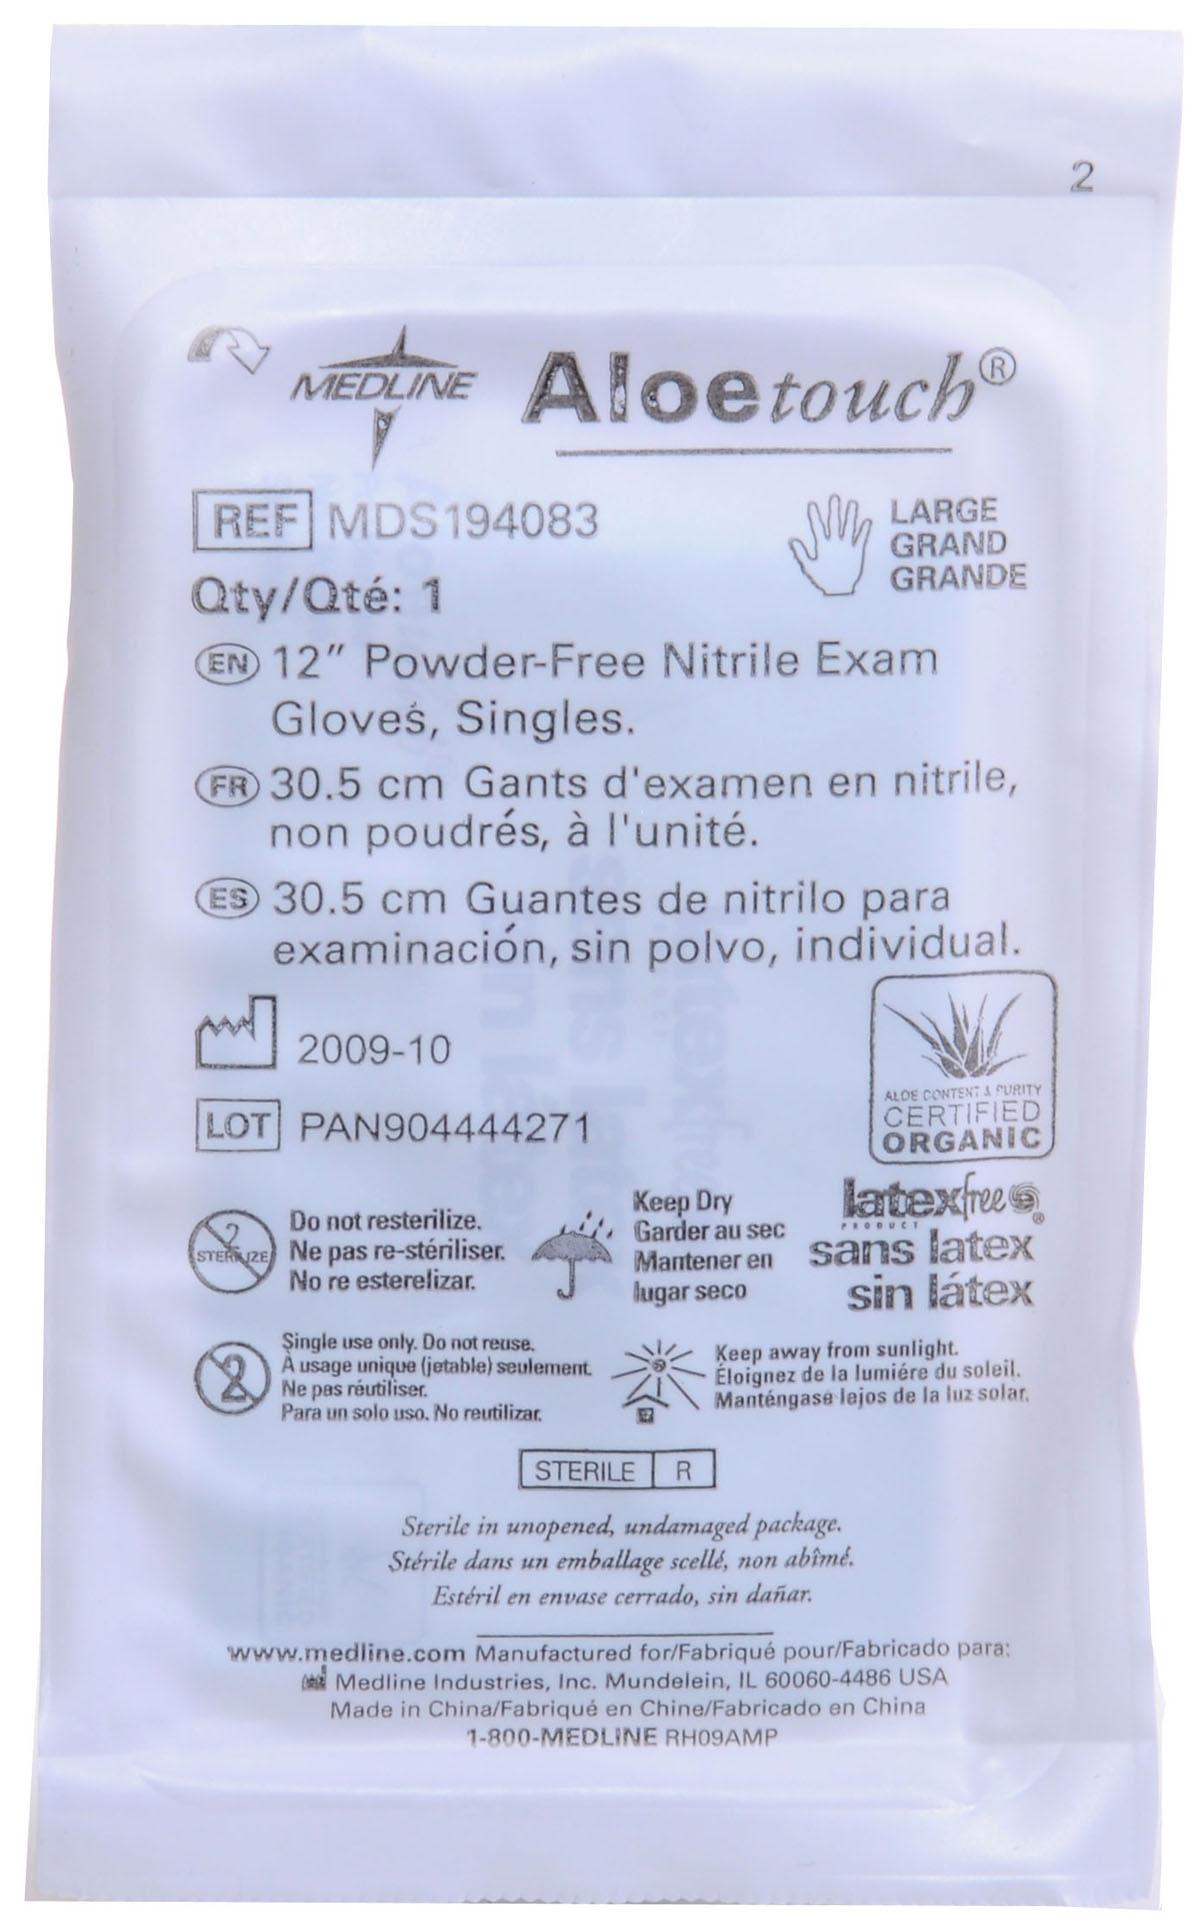 2
MEDLINE Aloetouch®
REF MDS194083
LARGE
GRAND
GRANDE
Qty/Qté: 1
EN 12" Powder-Free Nitrile Exam
Gloves, Singles.
FR 30.5 cm Gants d'examen en nitrile,
non poudrés, à l'unité.
ES 30.5 cm Guantes de nitrilo para
examinación, sin polvo, individual.
2009-10
LOT PAN904444271
ALOE CONTENT & PURITY
CERTIFIED
ORGANIC
2
STERILIZE
Do not resterilize.
Ne pas re-stériliser.
No re esterelizar.
Keep Dry
Garder au sec
Mantener en
lugar seco
latexfree®
PRODUCT
sans latex
sin látex
2
Single use only. Do not reuse.
À usage unique (jetable) seulement.
Ne pas réutiliser.
Para un solo uso. No reutilizar.
Keep away from sunlight.
Éloignez de la lumiére du soleil.
Manténgase lejos de la luz solar.
STERILE R
Sterile in unopened, undamaged package.
Stérile dans un emballage scellé, non abîmé.
Estéril en envase cerrado, sin dañar.
www.medline.com Manufactured for/Fabriqué pour/Fabricado para:
Medline Industries, Inc. Mundelein, IL 60060-4486 USA
Made in China/Fabriqué en Chine/Fabricado en China
1-800-MEDLINE RH09AMP